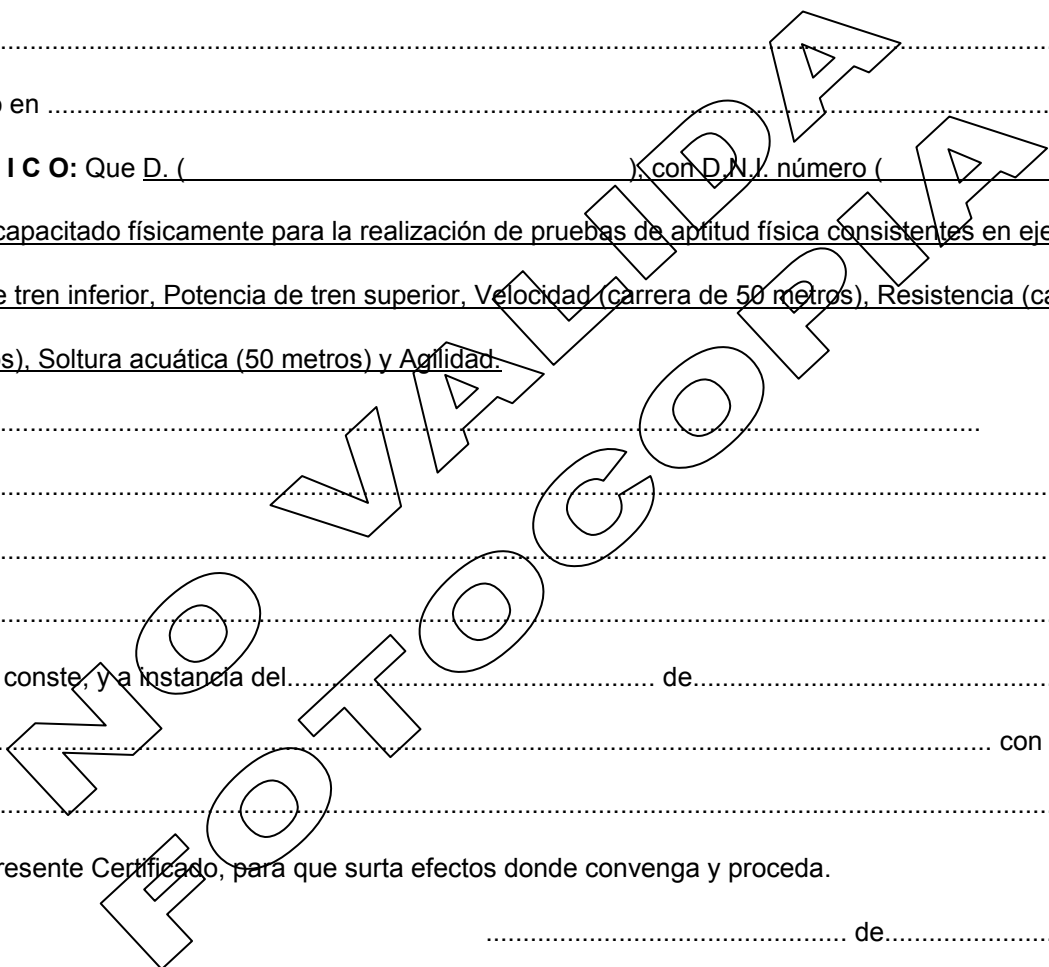 ....................................................................................................
o en ....................................................................................................
I C O: Que D. ( ), con D.N.I. número (
capacitado físicamente para la realización de pruebas de aptitud física consistentes en eje
e tren inferior, Potencia de tren superior, Velocidad (carrera de 50 metros), Resistencia (ca
os), Soltura acuática (50 metros) y Agilidad.
....................................................................................................
....................................................................................................
....................................................................................................
....................................................................................................
conste, y a instancia del.................................................. de..................................................
.................................................................................................... con
....................................................................................................
resente Certificado, para que surta efectos donde convenga y proceda.
.................................................. de......................
NO VALIDA
FOTOCOPIA